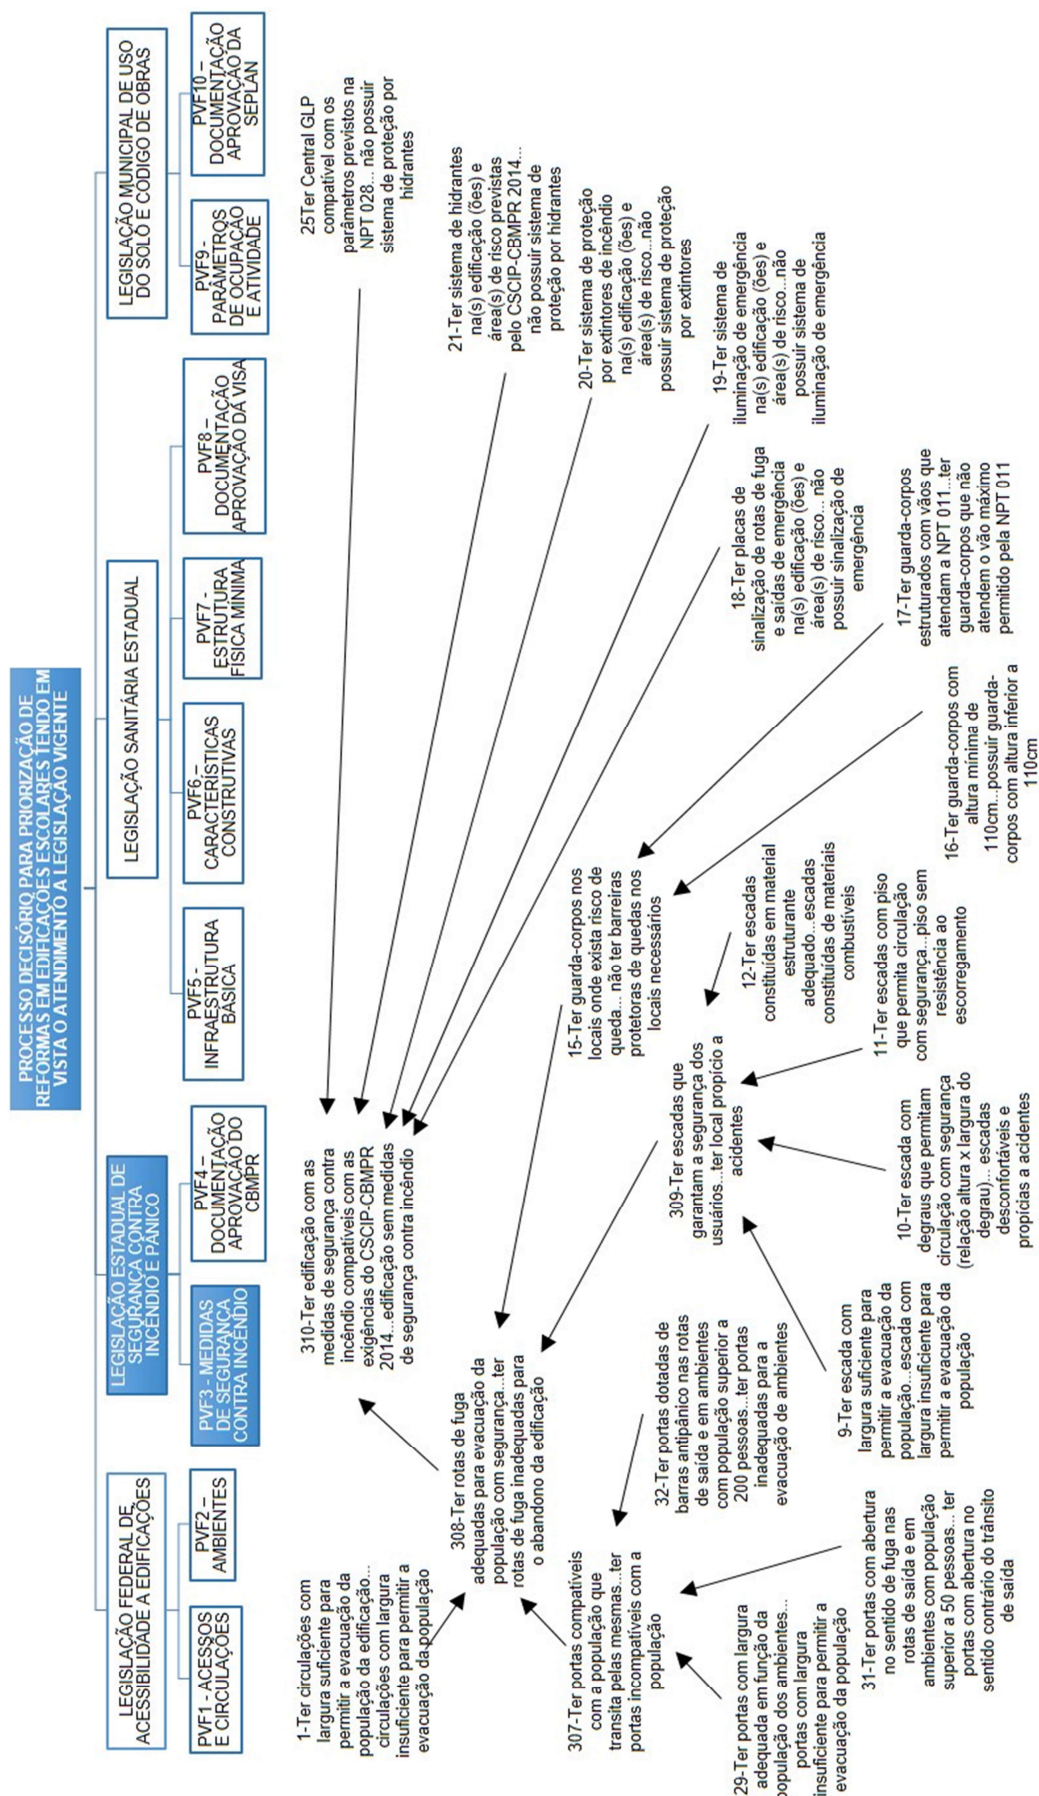 PROCESSO DECISÓRIO PARA PRIORIZAÇÃO DE
REFORMAS EM EDIFICAÇÕES ESCOLARES TENDO EM
VISTA O ATENDIMENTO A LEGISLAÇÃO VIGENTE
LEGISLAÇÃO FEDERAL DE
ACESSIBILIDADE A EDIFICAÇÕES
LEGISLAÇÃO ESTADUAL DE
SEGURANÇA CONTRA
INCÊNDIO E PÂNICO
LEGISLAÇÃO SANITÁRIA ESTADUAL
LEGISLAÇÃO MUNICIPAL DE USO
DO SOLO E CÓDIGO DE OBRAS
PVF1 - ACESSOS
E CIRCULAÇÕES
PVF2 –
AMBIENTES
PVF3 - MEDIDAS
DE SEGURANÇA
CONTRA INCÊNDIO
PVF4 –
DOCUMENTAÇÃO
APROVAÇÃO DO
CBMPR
PVF5 -
INFRAESTRUTURA
BÁSICA
PVF6 –
CARACTERÍSTICAS
CONSTRUTIVAS
PVF7 -
ESTRUTURA
FÍSICA MÍNIMA
PVF8 –
DOCUMENTAÇÃO
APROVAÇÃO DA VISA
PVF9 -
PARÂMETROS
DE OCUPAÇÃO
E ATIVIDADE
PVF10 –
DOCUMENTAÇÃO
APROVAÇÃO DA
SEPLAN
1-Ter circulações com
largura suficiente para
permitir a evacuação da
população da edificação...
circulações com largura
insuficiente para permitir a
evacuação da população
310-Ter edificação com as
medidas de segurança contra
incêndio compatíveis com as
exigências do CSCIP-CBMPR
2014...edificação sem medidas
de segurança contra incêndio
25Ter Central GLP
compatível com os
parâmetros previstos na
NPT 028... não possuir
sistema de proteção por
hidrantes
308-Ter rotas de fuga
adequadas para evacuação da
população com segurança...ter
rotas de fuga inadequadas para
o abandono da edificação
21-Ter sistema de hidrantes
na(s) edificação (ões) e
área(s) de risco previstas
pelo CSCIP-CBMPR 2014...
não possuir sistema de
proteção por hidrantes
307-Ter portas compatíveis
com a população que
transita pelas mesmas...ter
portas incompatíveis com a
população
15-Ter guarda-corpos nos
locais onde exista risco de
queda... não ter barreiras
protetoras de quedas nos
locais necessários
20-Ter sistema de proteção
por extintores de incêndio
na(s) edificação (ões) e
área(s) de risco...não
possuir sistema de proteção
por extintores
32-Ter portas dotadas de
barras antipânico nas rotas
de saída e em ambientes
com população superior a
200 pessoas...ter portas
inadequadas para a
evacuação de ambientes
309-Ter escadas que
garantam a segurança dos
usuários...ter local propício a
acidentes
19-Ter sistema de
iluminação de emergência
na(s) edificação (ões) e
área(s) de risco...não
possuir sistema de
iluminação de emergência
12-Ter escadas
constituídas em material
estruturante
adequado...escadas
constituídas de materiais
combustíveis
18-Ter placas de
sinalização de rotas de fuga
e saídas de emergência
na(s) edificação (ões) e
área(s) de risco... não
possuir sinalização de
emergência
29-Ter portas com largura
adequada em função da
população dos ambientes...
portas com largura
insuficiente para permitir a
evacuação da população
31-Ter portas com abertura
no sentido de fuga nas
rotas de saída e em
ambientes com população
superior a 50 pessoas...ter
portas com abertura no
sentido contrário do trânsito
de saída
9-Ter escada com
largura suficiente para
permitir a evacuação da
população...escada com
largura insuficiente para
permitir a evacuação da
população
10-Ter escada com
degraus que permitam
circulação com segurança
(relação altura x largura do
degrau)... escadas
desconfortáveis e
propícias a acidentes
11-Ter escadas com piso
que permita circulação
com segurança...piso sem
resistência ao
escorregamento
16-Ter guarda-corpos com
altura mínima de
110cm...possuir guarda-
corpos com altura inferior a
110cm
17-Ter guarda-corpos
estruturados com vãos que
atendam a NPT 011...ter
guarda-corpos que não
atendem o vão máximo
permitido pela NPT 011